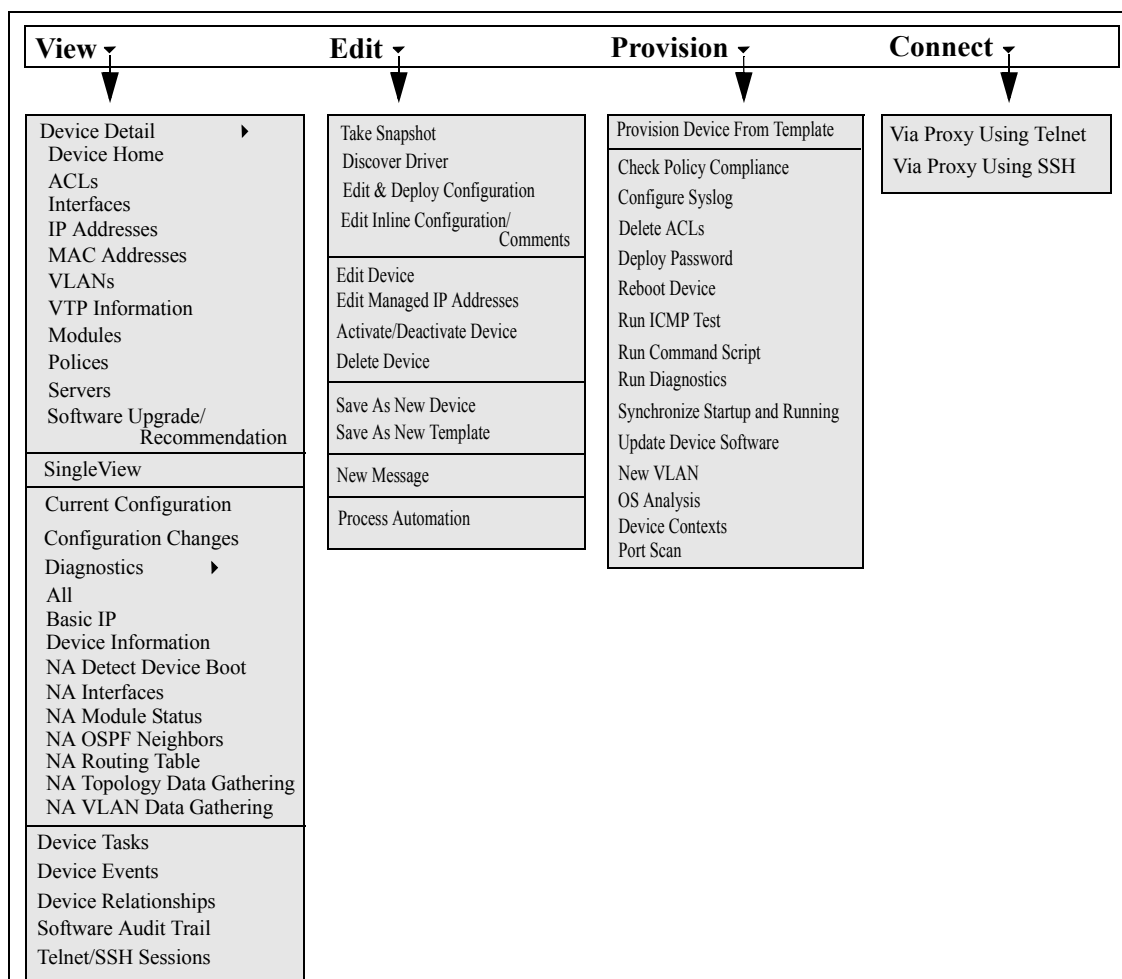 View
Edit
Provision
Connect
Device Detail
Device Home
ACLs
Interfaces
IP Addresses
MAC Addresses
VLANs
VTP Information
Modules
Polices
Servers
Software Upgrade/
Recommendation
SingleView
Current Configuration
Configuration Changes
Diagnostics
All
Basic IP
Device Information
NA Detect Device Boot
NA Interfaces
NA Module Status
NA OSPF Neighbors
NA Routing Table
NA Topology Data Gathering
NA VLAN Data Gathering
Device Tasks
Device Events
Device Relationships
Software Audit Trail
Telnet/SSH Sessions
Take Snapshot
Discover Driver
Edit & Deploy Configuration
Edit Inline Configuration/
Comments
Edit Device
Edit Managed IP Addresses
Activate/Deactivate Device
Delete Device
Save As New Device
Save As New Template
New Message
Process Automation
Provision Device From Template
Check Policy Compliance
Configure Syslog
Delete ACLs
Deploy Password
Reboot Device
Run ICMP Test
Run Command Script
Run Diagnostics
Synchronize Startup and Running
Update Device Software
New VLAN
OS Analysis
Device Contexts
Port Scan
Via Proxy Using Telnet
Via Proxy Using SSH